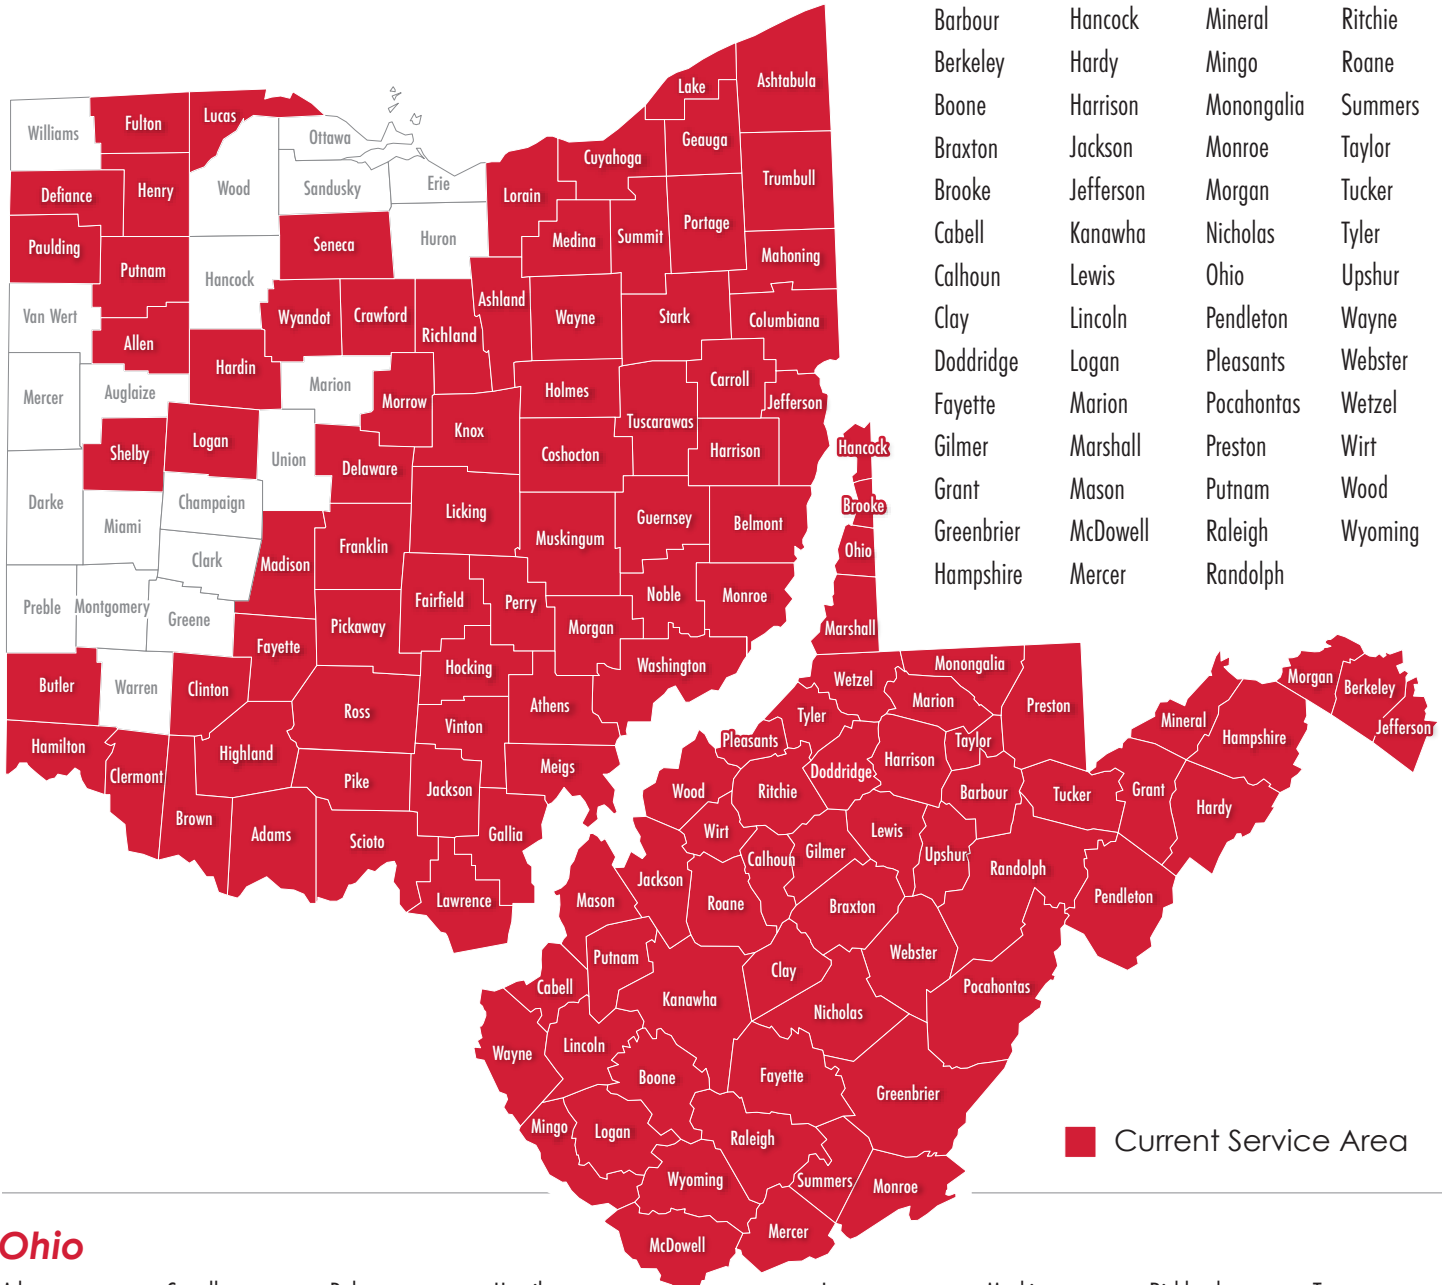 Barbour Hancock Mineral Ritchie
Berkeley Hardy Mingo Roane
Boone Harrison Monongalia Summers
Braxton Jackson Monroe Taylor
Brooke Jefferson Morgan Tucker
Cabell Kanawha Nicholas Tyler
Calhoun Lewis Ohio Upshur
Clay Lincoln Pendleton Wayne
Doddridge Logan Pleasants Webster
Fayette Marion Pocahontas Wetzel
Gilmer Marshall Preston Wirt
Grant Mason Putnam Wood
Greenbrier McDowell Raleigh Wyoming
Hampshire Mercer Randolph
Williams
Fulton
Lucas
Ottawa
Lake
Ashtabula
Defiance
Henry
Wood
Sandusky
Erie
Lorain
Cuyahoga
Geauga
Trumbull
Paulding
Putnam
Hancock
Seneca
Huron
Medina
Summit
Portage
Mahoning
Van Wert
Allen
Wyandot
Crawford
Richland
Ashland
Wayne
Stark
Columbiana
Mercer
Auglaize
Hardin
Marion
Morrow
Knox
Holmes
Tuscarawas
Carroll
Jefferson
Shelby
Logan
Union
Delaware
Coshocton
Harrison
Darke
Miami
Champaign
Clark
Madison
Franklin
Licking
Muskingum
Guernsey
Belmont
Preble
Montgomery
Greene
Fayette
Pickaway
Fairfield
Perry
Morgan
Noble
Monroe
Butler
Warren
Clinton
Ross
Hocking
Vinton
Athens
Washington
Hamilton
Clermont
Highland
Pike
Jackson
Meigs
Brown
Adams
Scioto
Gallia
Lawrence
Hancock
Brooke
Ohio
Marshall
Wetzel
Monongalia
Marion
Preston
Tyler
Pleasants
Doddridge
Harrison
Taylor
Wood
Ritchie
Barbour
Tucker
Grant
Mineral
Hampshire
Morgan
Berkeley
Jefferson
Hardy
Wirt
Calhoun
Gilmer
Lewis
Upshur
Randolph
Pendleton
Jackson
Roane
Braxton
Mason
Putnam
Clay
Webster
Pocahontas
Cabell
Kanawha
Nicholas
Wayne
Lincoln
Boone
Fayette
Greenbrier
Mingo
Logan
Raleigh
Wyoming
Summers
Monroe
McDowell
Mercer
Current Service Area
Ohio